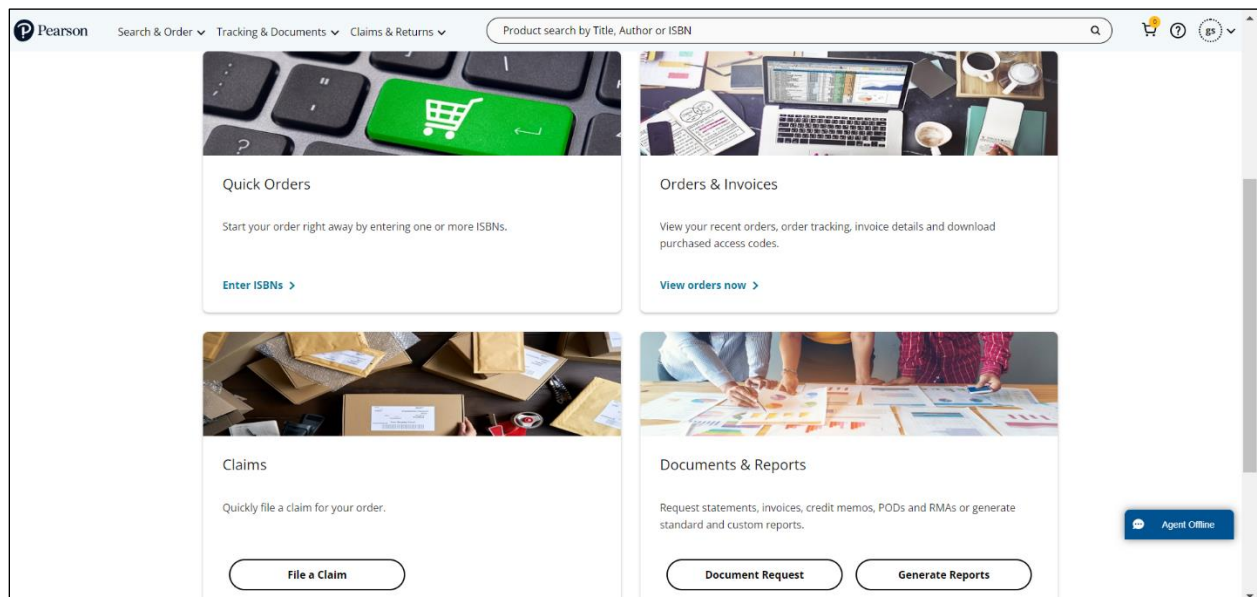 Pearson
Search & Order
Tracking & Documents
Claims & Returns
Product search by Title, Author or ISBN
0
gs
Quick Orders
Start your order right away by entering one or more ISBNs.
Enter ISBNs >
Orders & Invoices
View your recent orders, order tracking, invoice details and download
purchased access codes.
View orders now >
Claims
Quickly file a claim for your order.
File a Claim
Documents & Reports
Request statements, invoices, credit memos, PODs and RMAs or generate
standard and custom reports.
Document Request
Generate Reports
Agent Offline